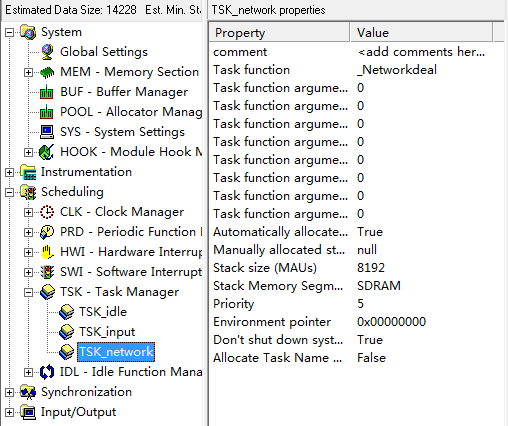 Estimated Data Size: 14228 Est. Min. Sta
System
Global Settings
MEM - Memory Section
BUF - Buffer Manager
POOL - Allocator Manag
SYS - System Settings
HOOK - Module Hook M
Instrumentation
Scheduling
CLK - Clock Manager
PRD - Periodic Function
HWI - Hardware Interrup
SWI - Software Interrupt
TSK - Task Manager
TSK_idle
TSK_input
TSK_network
IDL - Idle Function Mana
Synchronization
Input/Output
TSK_network properties
Property Value
comment <add comments her...
Task function _Networkdeal
Task function argume... 0
Task function argume... 0
Task function argume... 0
Task function argume... 0
Task function argume... 0
Task function argume... 0
Task function argume... 0
Task function argume... 0
Automatically allocate... True
Manually allocated st... null
Stack size (MAUs) 8192
Stack Memory Segm... SDRAM
Priority 5
Environment pointer 0x00000000
Don't shut down syst... True
Allocate Task Name ... False